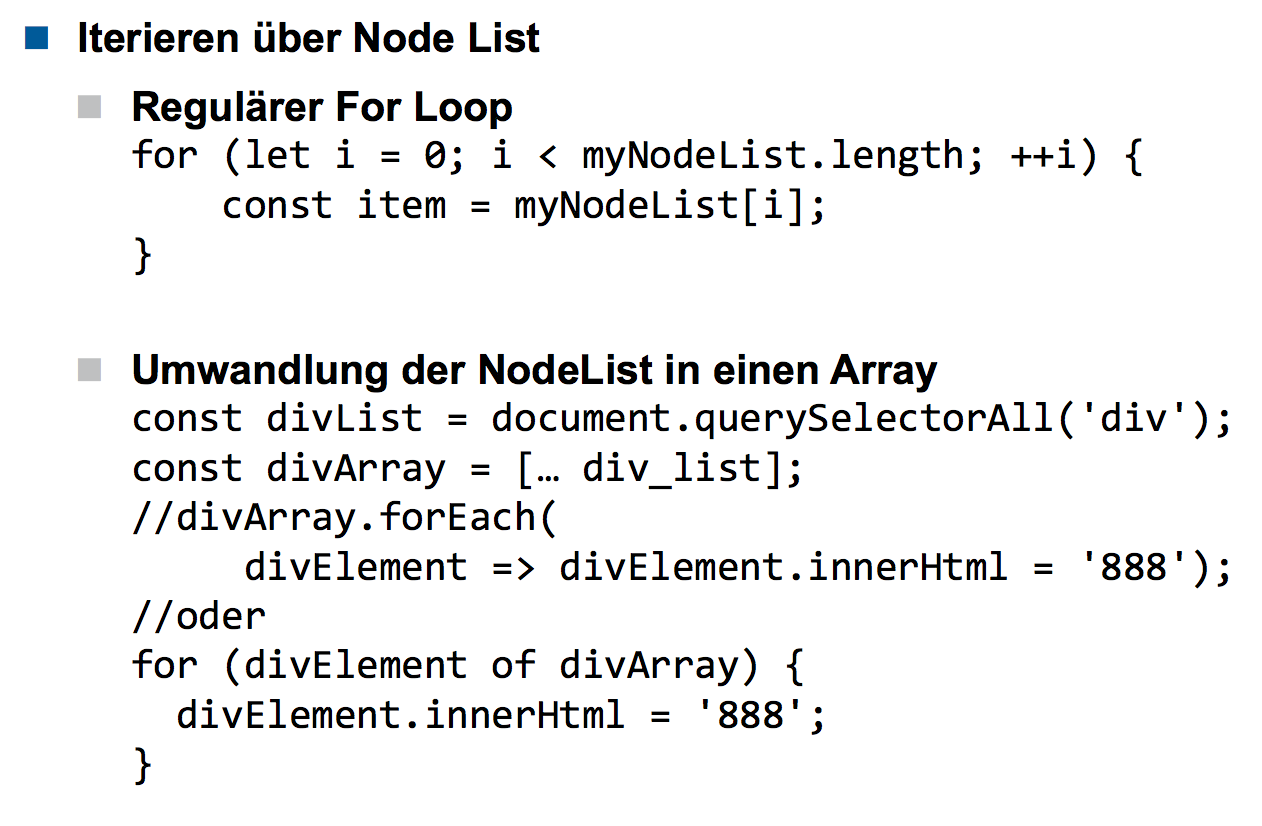 Iterieren über Node List
Regulärer For Loop
for (let i = 0; i < myNodeList.length; ++i) {
    const item = myNodeList[i];
}
Umwandlung der NodeList in einen Array
const divList = document.querySelectorAll('div');
const divArray = [… div_list];
//divArray.forEach(
     divElement => divElement.innerHtml = '888');
//oder
for (divElement of divArray) {
  divElement.innerHtml = '888';
}